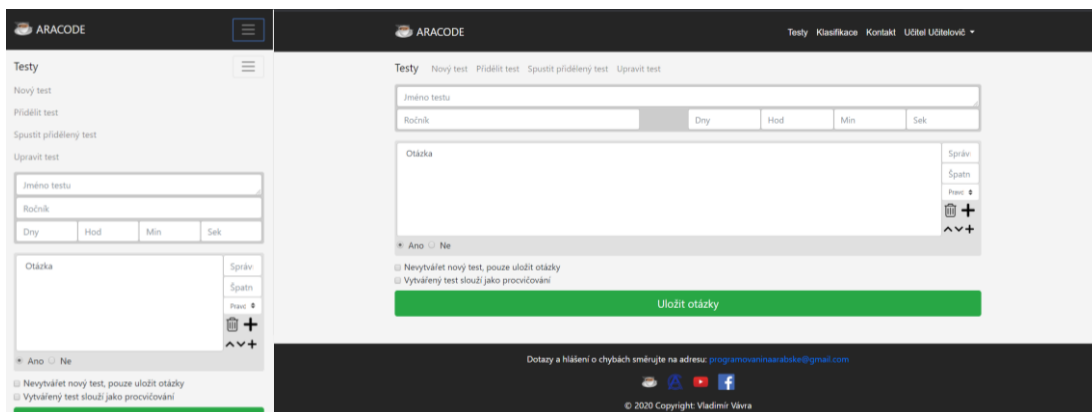 ARACODE
Testy
Nový test
Přidělit test
Spustit přidělený test
Upravit test
Jméno testu
Ročník
Dny Hod Min Sek
Otázka
Správ
Špatn
Pravc
Ano Ne
Nevytvářet nový test, pouze uložit otázky
Vytvářený test slouží jako procvičování
ARACODE Testy Klasifikace Kontakt Učitel Učitelovič
Testy Nový test Přidělit test Spustit přidělený test Upravit test
Jméno testu
Ročník Dny Hod Min Sek
Otázka Správ
Špatn
Pravc
Ano Ne
Nevytvářet nový test, pouze uložit otázky
Vytvářený test slouží jako procvičování
Uložit otázky
Dotazy a hlášení o chybách směrujte na adresu: programovaninaarabske@gmail.com
© 2020 Copyright: Vladimír Vávra